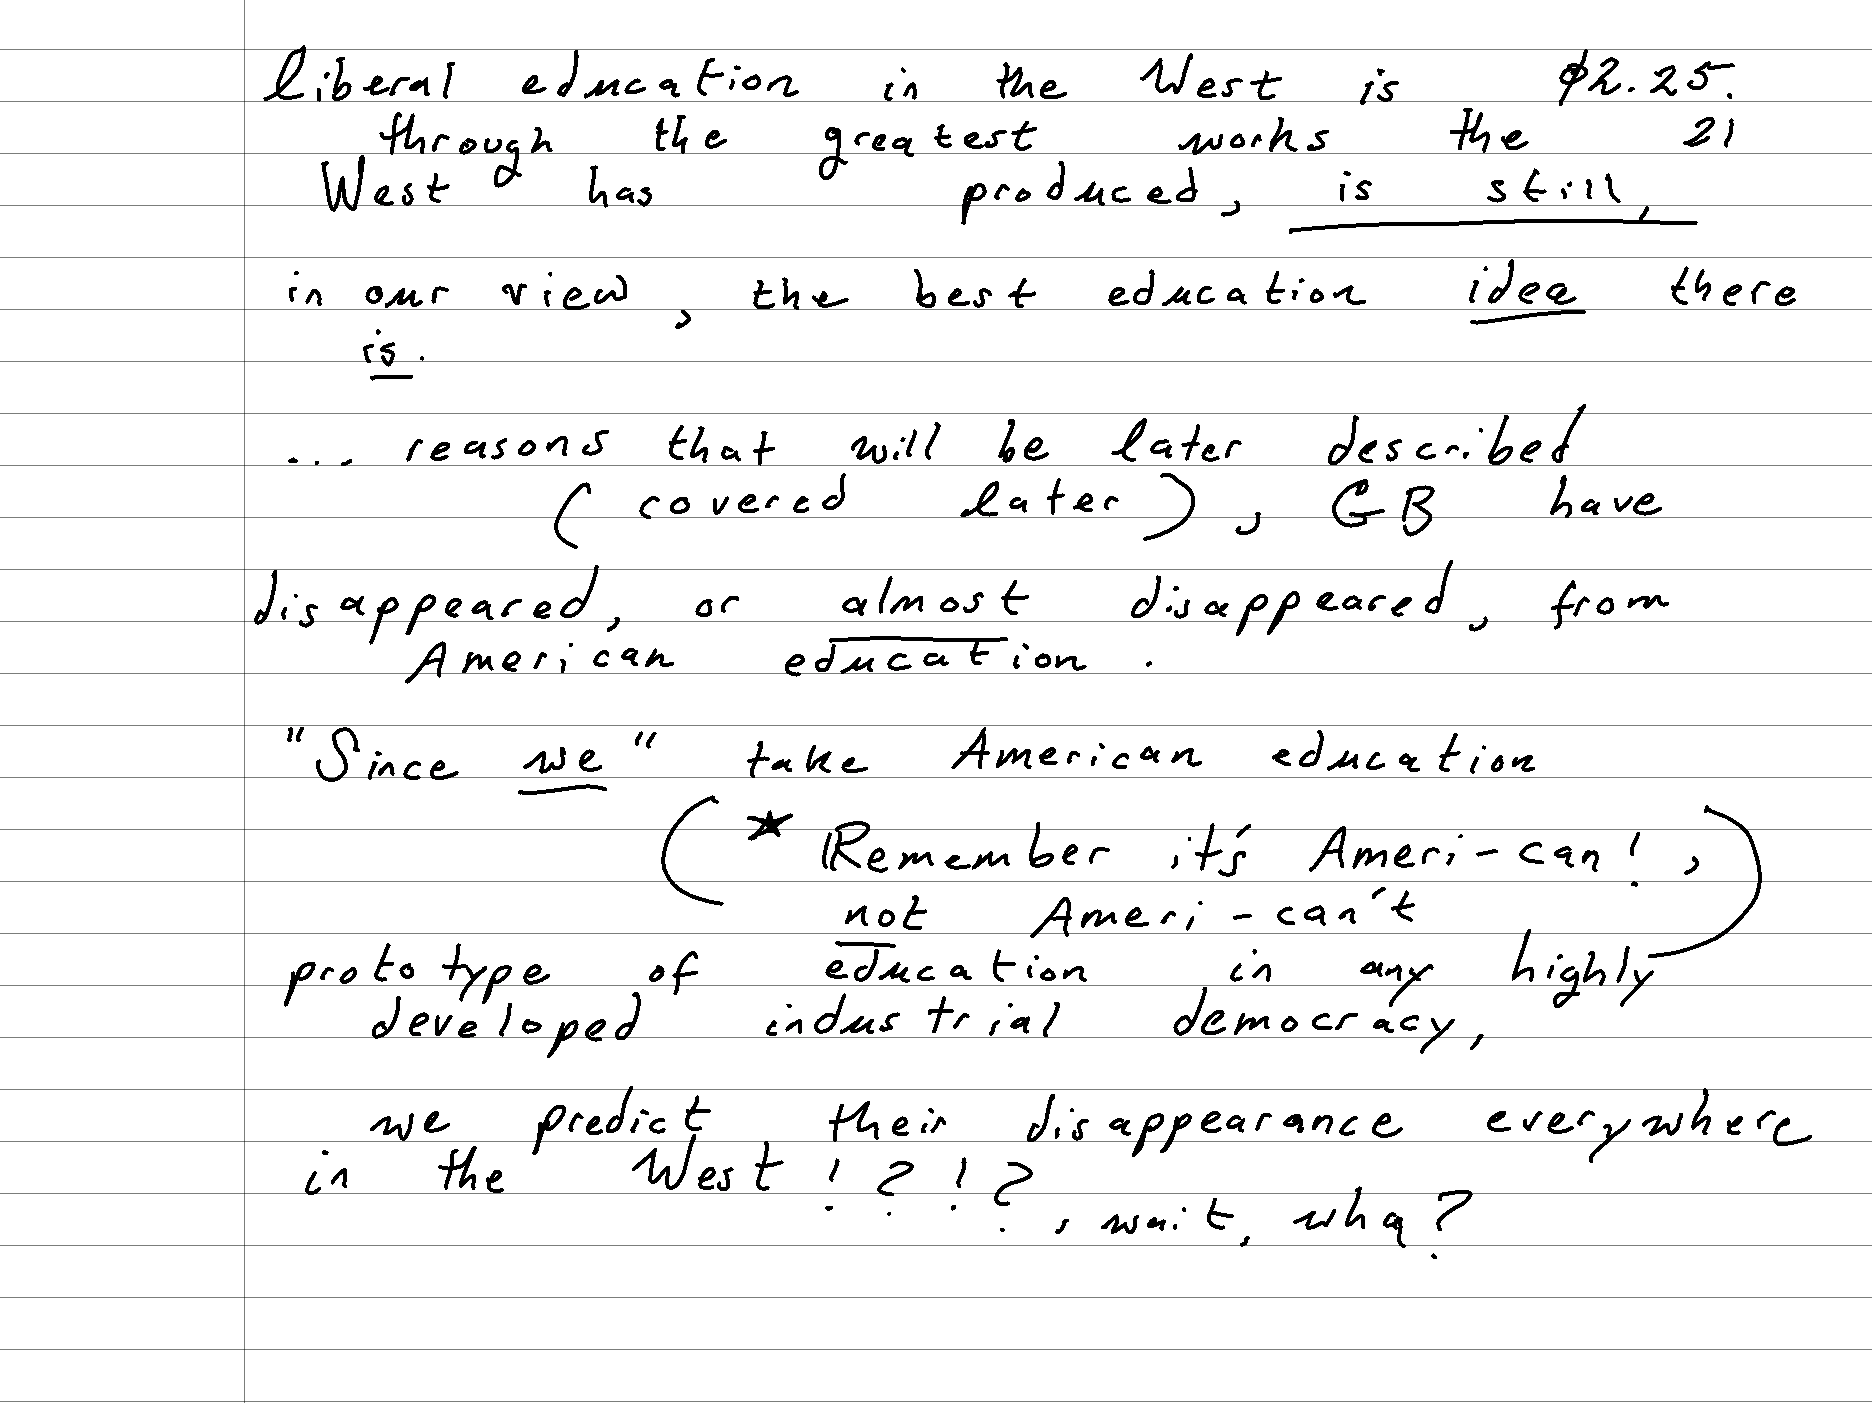 liberal education in the West is $2.25.
through the greatest works the 21
West has produced, is still,
in our view, the best education idea there
is.
... reasons that will be later described
(covered later), GB have
disappeared, or almost disappeared, from
American education.
"Since we" take American education
(★ Remember it's Ameri-can!,
not Ameri-can't)
prototype of education in any highly
developed industrial democracy,
we predict their disappearance everywhere
in the West!?!?, wait, wha?